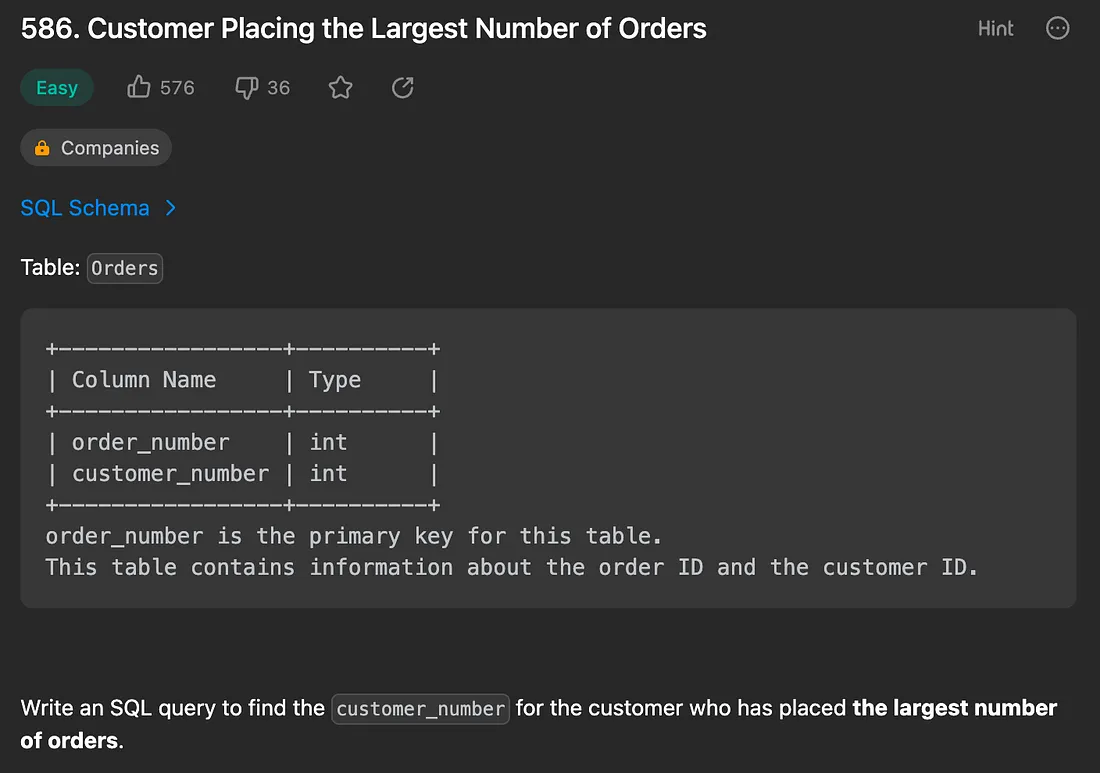 586. Customer Placing the Largest Number of Orders
Hint
Easy
576
36
Companies
SQL Schema
Table: Orders
+-----------------+----------+
| Column Name     | Type     |
+-----------------+----------+
| order_number    | int      |
| customer_number | int      |
+-----------------+----------+
order_number is the primary key for this table.
This table contains information about the order ID and the customer ID.
Write an SQL query to find the customer_number for the customer who has placed the largest number
of orders.